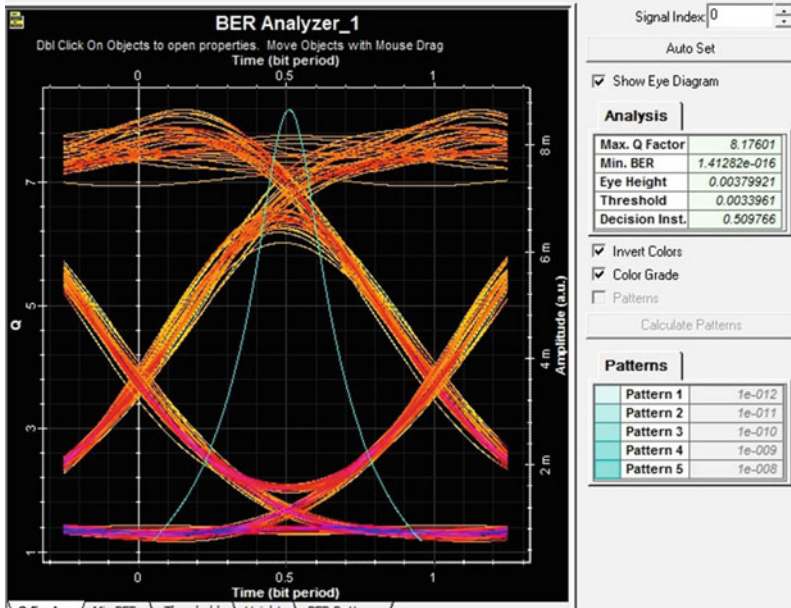 BER Analyzer_1
Dbl Click On Objects to open properties. Move Objects with Mouse Drag
Time (bit period)
0 0.5 1
Q
7
5
3
1
8 m
6 m
4 m
2 m
Amplitude (a.u.)
0 0.5 1
Time (bit period)
Signal Index: 0
Auto Set
Show Eye Diagram
Analysis
Max. Q Factor 8.17601
Min. BER 1.41282e-016
Eye Height 0.00379921
Threshold 0.0033961
Decision Inst. 0.509766
Invert Colors
Color Grade
Patterns
Calculate Patterns
Patterns
Pattern 1 1e-012
Pattern 2 1e-011
Pattern 3 1e-010
Pattern 4 1e-009
Pattern 5 1e-008